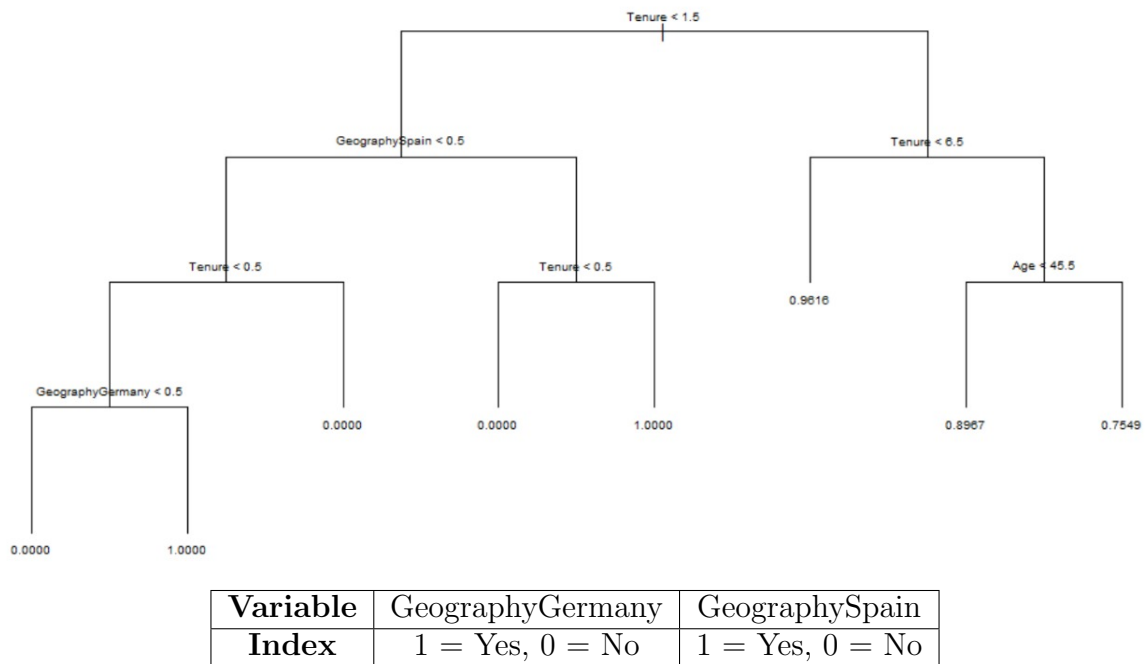 Tenure < 1.5
GeographySpain < 0.5
Tenure < 6.5
Tenure < 0.5
Tenure < 0.5
Age < 45.5
0.9616
GeographyGermany < 0.5
0.0000
0.0000
1.0000
0.8967
0.7549
0.0000
1.0000
Variable GeographyGermany GeographySpain
Index 1 = Yes, 0 = No 1 = Yes, 0 = No